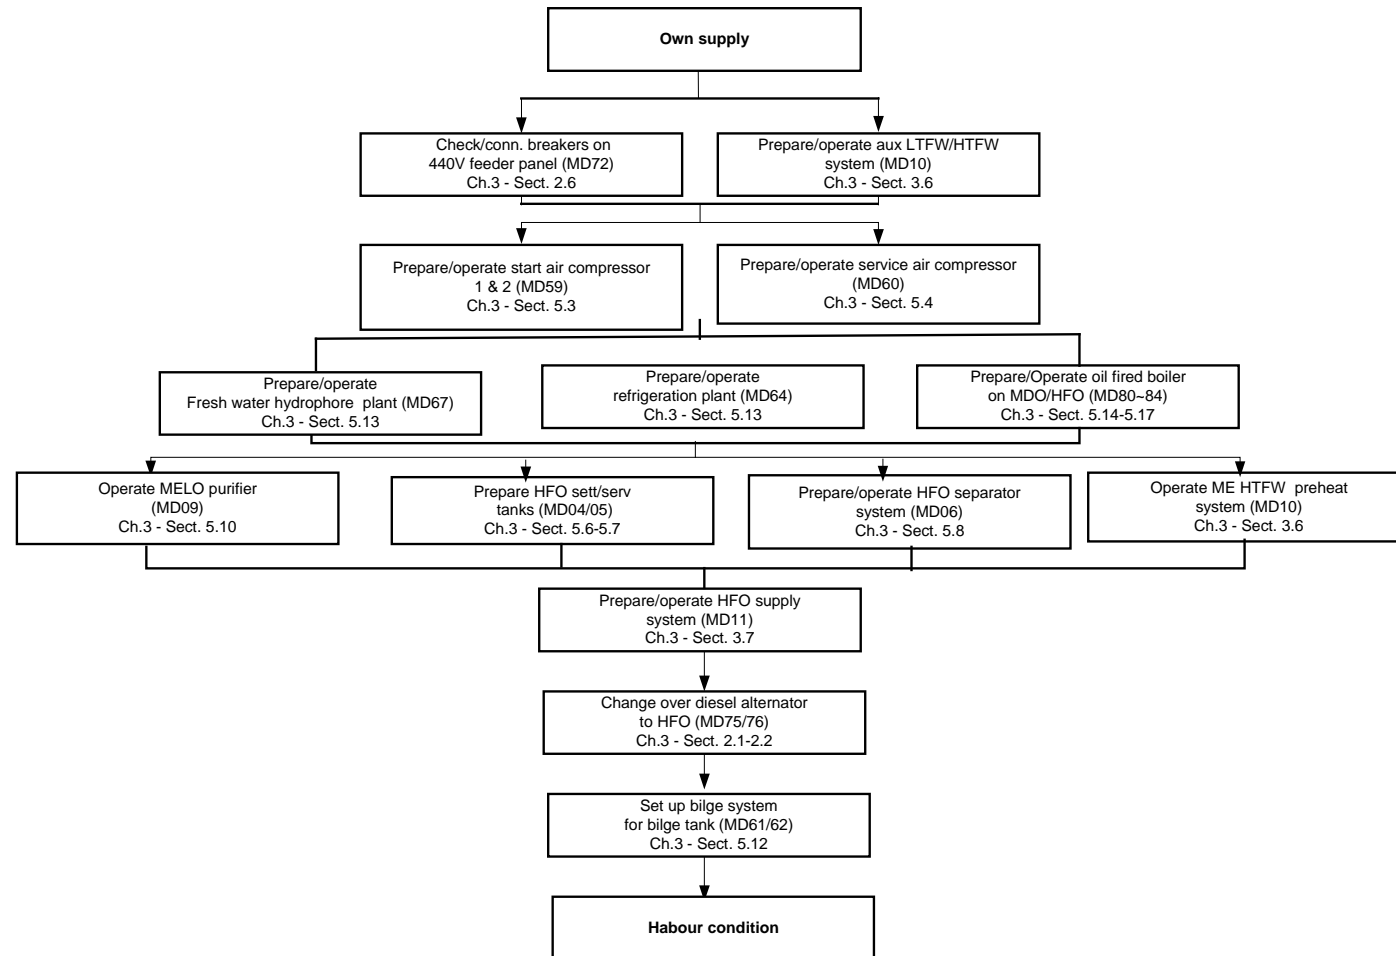 Own supply
Check/conn. breakers on
440V feeder panel (MD72)
Ch.3 - Sect. 2.6
Prepare/operate aux LTFW/HTFW
system (MD10)
Ch.3 - Sect. 3.6
Prepare/operate start air compressor
1 & 2 (MD59)
Ch.3 - Sect. 5.3
Prepare/operate service air compressor
(MD60)
Ch.3 - Sect. 5.4
Prepare/operate
Fresh water hydrophore plant (MD67)
Ch.3 - Sect. 5.13
Prepare/operate
refrigeration plant (MD64)
Ch.3 - Sect. 5.13
Prepare/Operate oil fired boiler
on MDO/HFO (MD80~84)
Ch.3 - Sect. 5.14-5.17
Operate MELO purifier
(MD09)
Ch.3 - Sect. 5.10
Prepare HFO sett/serv
tanks (MD04/05)
Ch.3 - Sect. 5.6-5.7
Prepare/operate HFO separator
system (MD06)
Ch.3 - Sect. 5.8
Operate ME HTFW preheat
system (MD10)
Ch.3 - Sect. 3.6
Prepare/operate HFO supply
system (MD11)
Ch.3 - Sect. 3.7
Change over diesel alternator
to HFO (MD75/76)
Ch.3 - Sect. 2.1-2.2
Set up bilge system
for bilge tank (MD61/62)
Ch.3 - Sect. 5.12
Habour condition